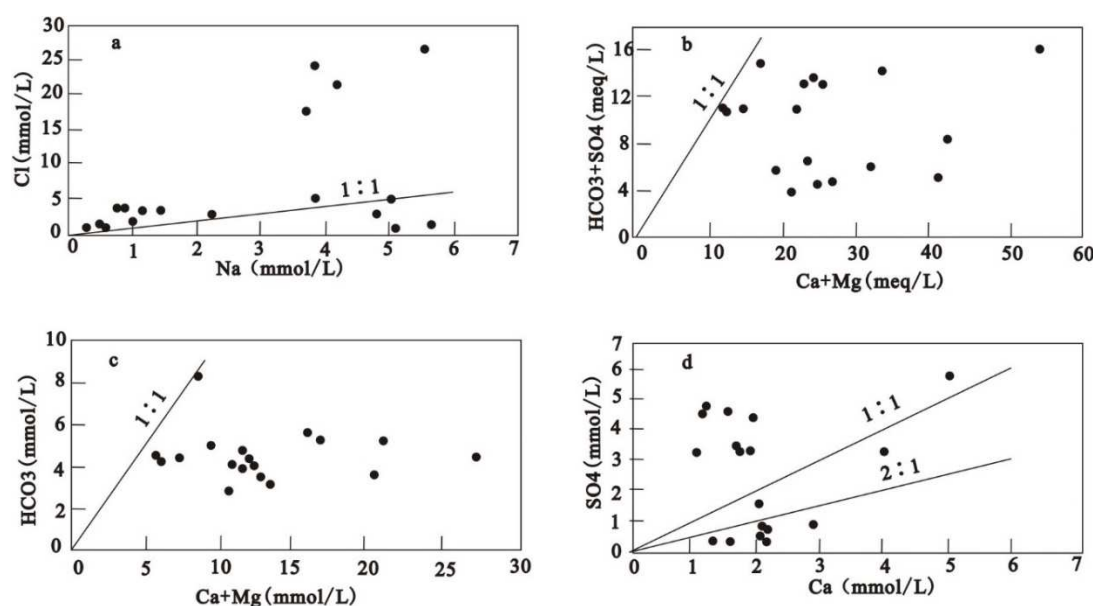 a
30
25
20
15
10
5
0
Cl(mmol/L)
1:1
0 1 2 3 4 5 6 7
Na (mmol/L)
b
16
12
8
4
0
HCO3+SO4(meq/L)
1:1
10 20 30 40 50 60
Ca+Mg(meq/L)
c
10
8
6
4
2
0
HCO3(mmol/L)
1:1
0 5 10 15 20 25 30
Ca+Mg(mmol/L)
d
7
6
5
4
3
2
1
0
SO4(mmol/L)
1:1
2:1
0 1 2 3 4 5 6 7
Ca (mmol/L)